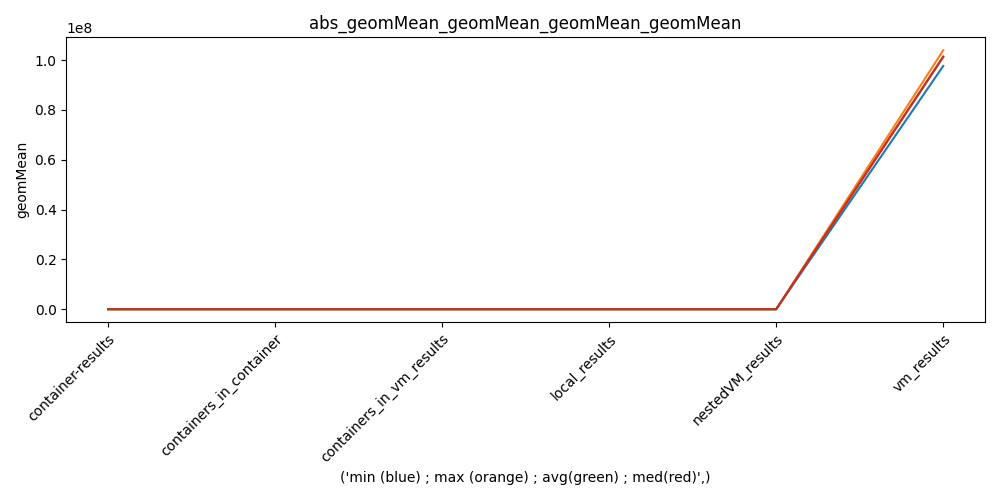 abs_geomMean_geomMean_geomMean_geomMean
1e8
1.0
0.8
0.6
0.4
0.2
0.0
geomMean
container-results
containers_in_container
containers_in_vm_results
local_results
nestedVM_results
vm_results
('min (blue) ; max (orange) ; avg(green) ; med(red)',)